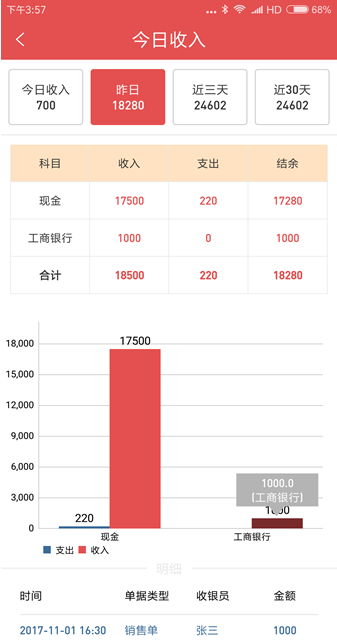 下午3:57 ... HD 68%
今日收入
今日收入 昨日 近三天 近30天
700 18280 24602 24602
科目 收入 支出 结余
现金 17500 220 17280
工商银行 1000 0 1000
合计 18500 220 18280
17500
18,000
15,000
12,000
9,000
6,000
1000.0
3,000
(工商银行)
220 1000
0
现金 工商银行
支出 收入
明细
时间 单据类型 收银员 金额
2017-11-01 16:30 销售单 张三 1000